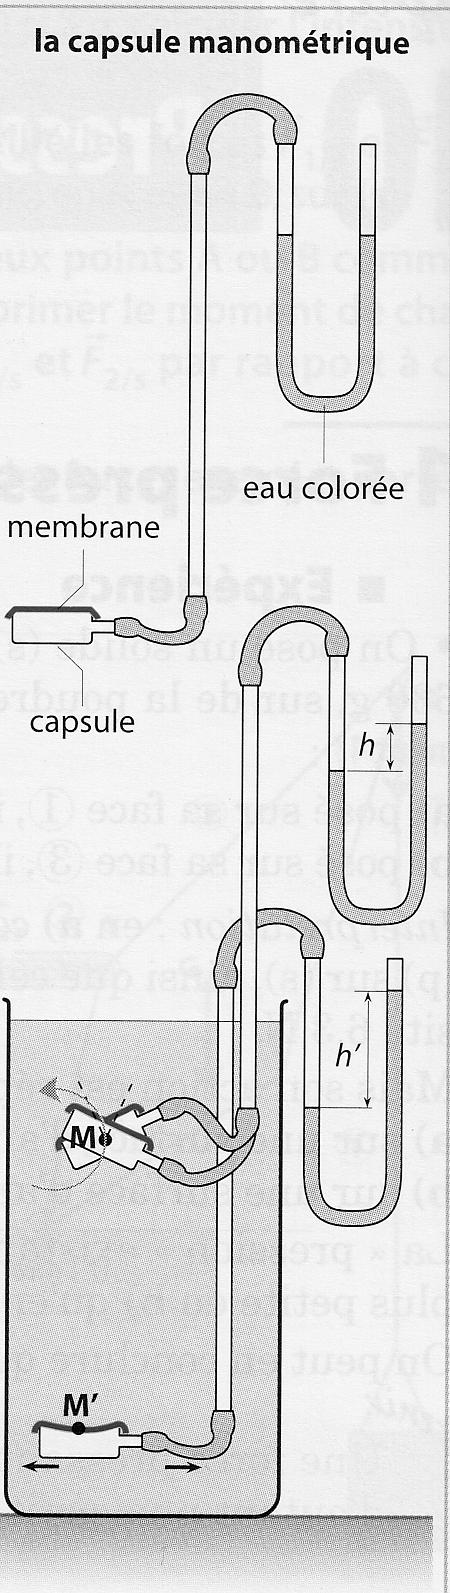 la capsule manométrique
eau colorée
membrane
capsule
h
h'
M
M'